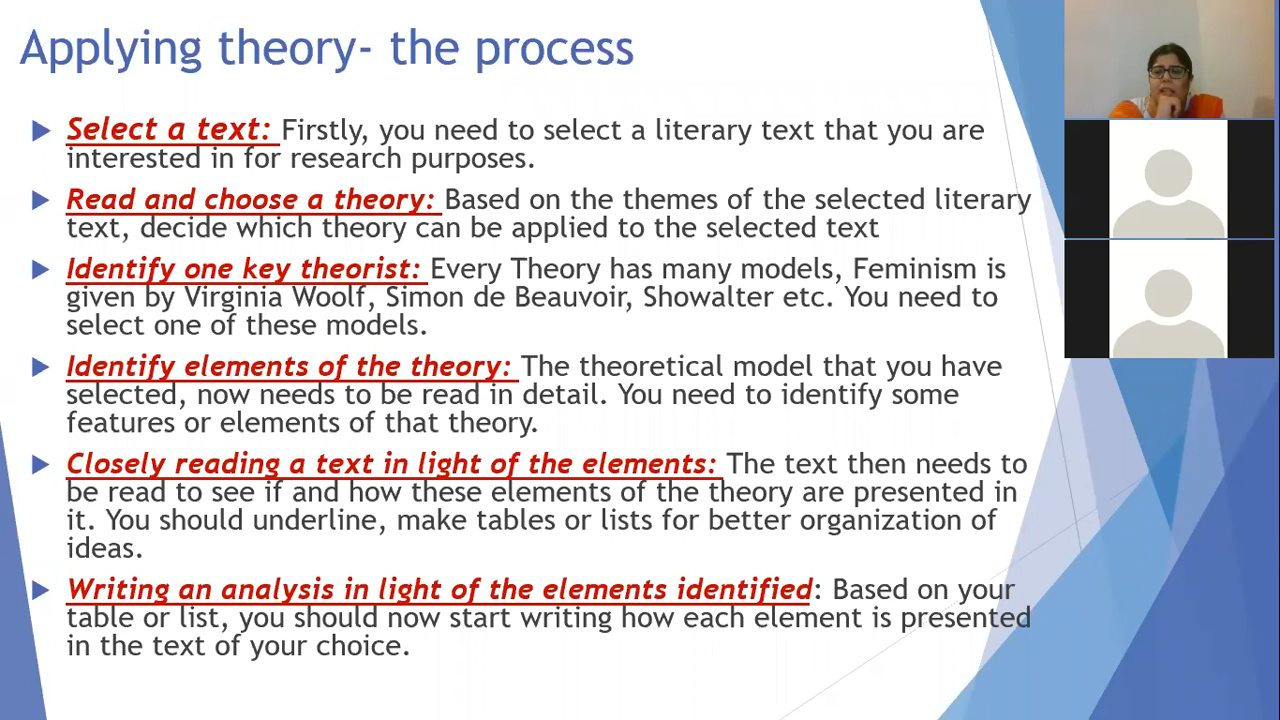 Applying theory- the process
Select a text: Firstly, you need to select a literary text that you are
interested in for research purposes.
Read and choose a theory: Based on the themes of the selected literary
text, decide which theory can be applied to the selected text
Identify one key theorist: Every Theory has many models, Feminism is
given by Virginia Woolf, Simon de Beauvoir, Showalter etc. You need to
select one of these models.
Identify elements of the theory: The theoretical model that you have
selected, now needs to be read in detail. You need to identify some
features or elements of that theory.
Closely reading a text in light of the elements: The text then needs to
be read to see if and how these elements of the theory are presented in
it. You should underline, make tables or lists for better organization of
ideas.
Writing an analysis in light of the elements identified: Based on your
table or list, you should now start writing how each element is presented
in the text of your choice.